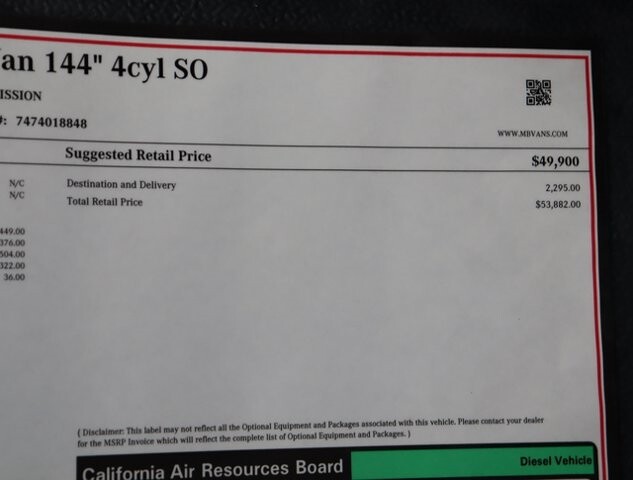 an 144" 4cyl SO
ISSION
#: 7474018848
WWW.MBVANS.COM
Suggested Retail Price $49,900
N/C Destination and Delivery 2,295.00
N/C Total Retail Price $53,882.00
449.00
376.00
504.00
322.00
36.00
{ Disclaimer: This label may not reflect all the Optional Equipment and Packages associated with this vehicle. Please contact your dealer
for the MSRP Invoice which will reflect the complete list of Optional Equipment and Packages. }
California Air Resources Board Diesel Vehicle